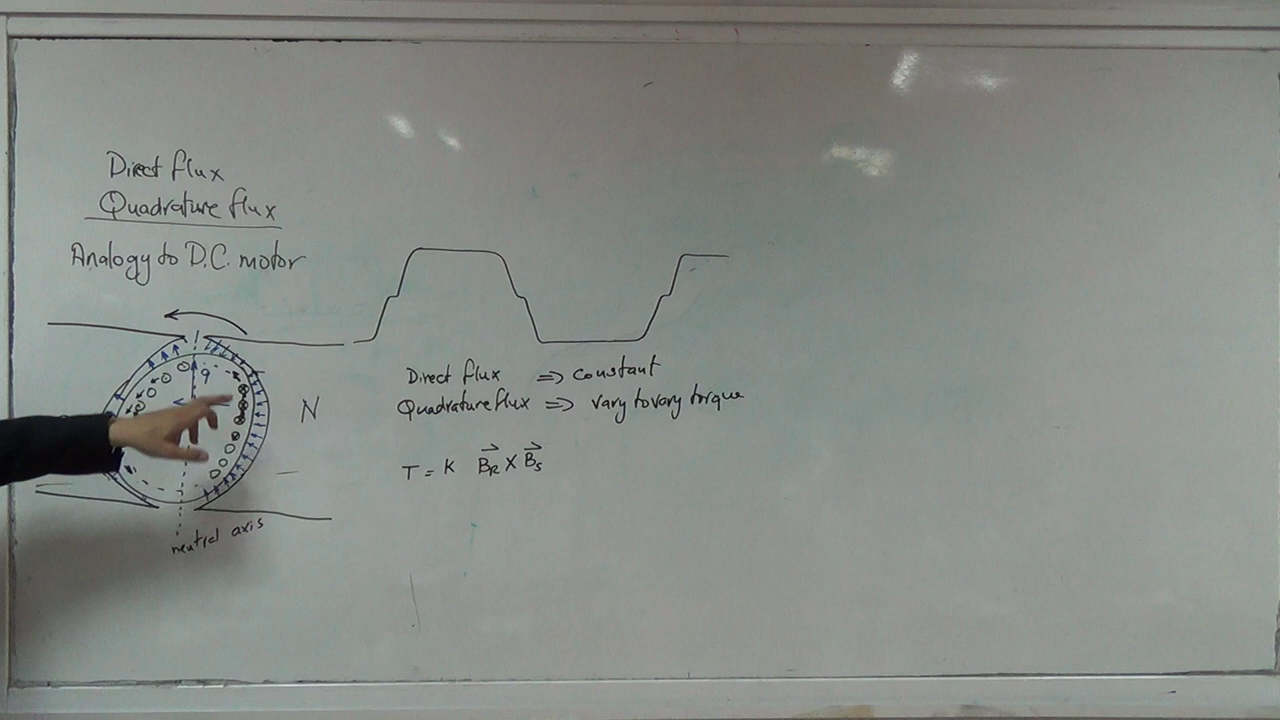 Direct flux
Quadrature flux
Analogy to D.C. motor
q
N
neutral axis
Direct flux => constant
Quadrature flux => vary to vary torque
T = K B_R X B_S